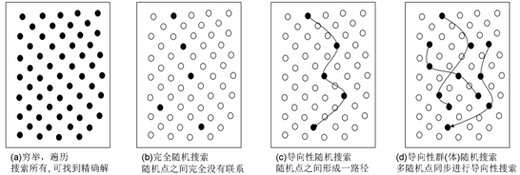 (a)穷举，遍历
搜索所有,可找到精确解
(b)完全随机搜索
随机点之间完全没有联系
(c)导向性随机搜索
随机点之间形成一路径
(d)导向性群(体)随机搜索
多随机点同步进行导向性搜索